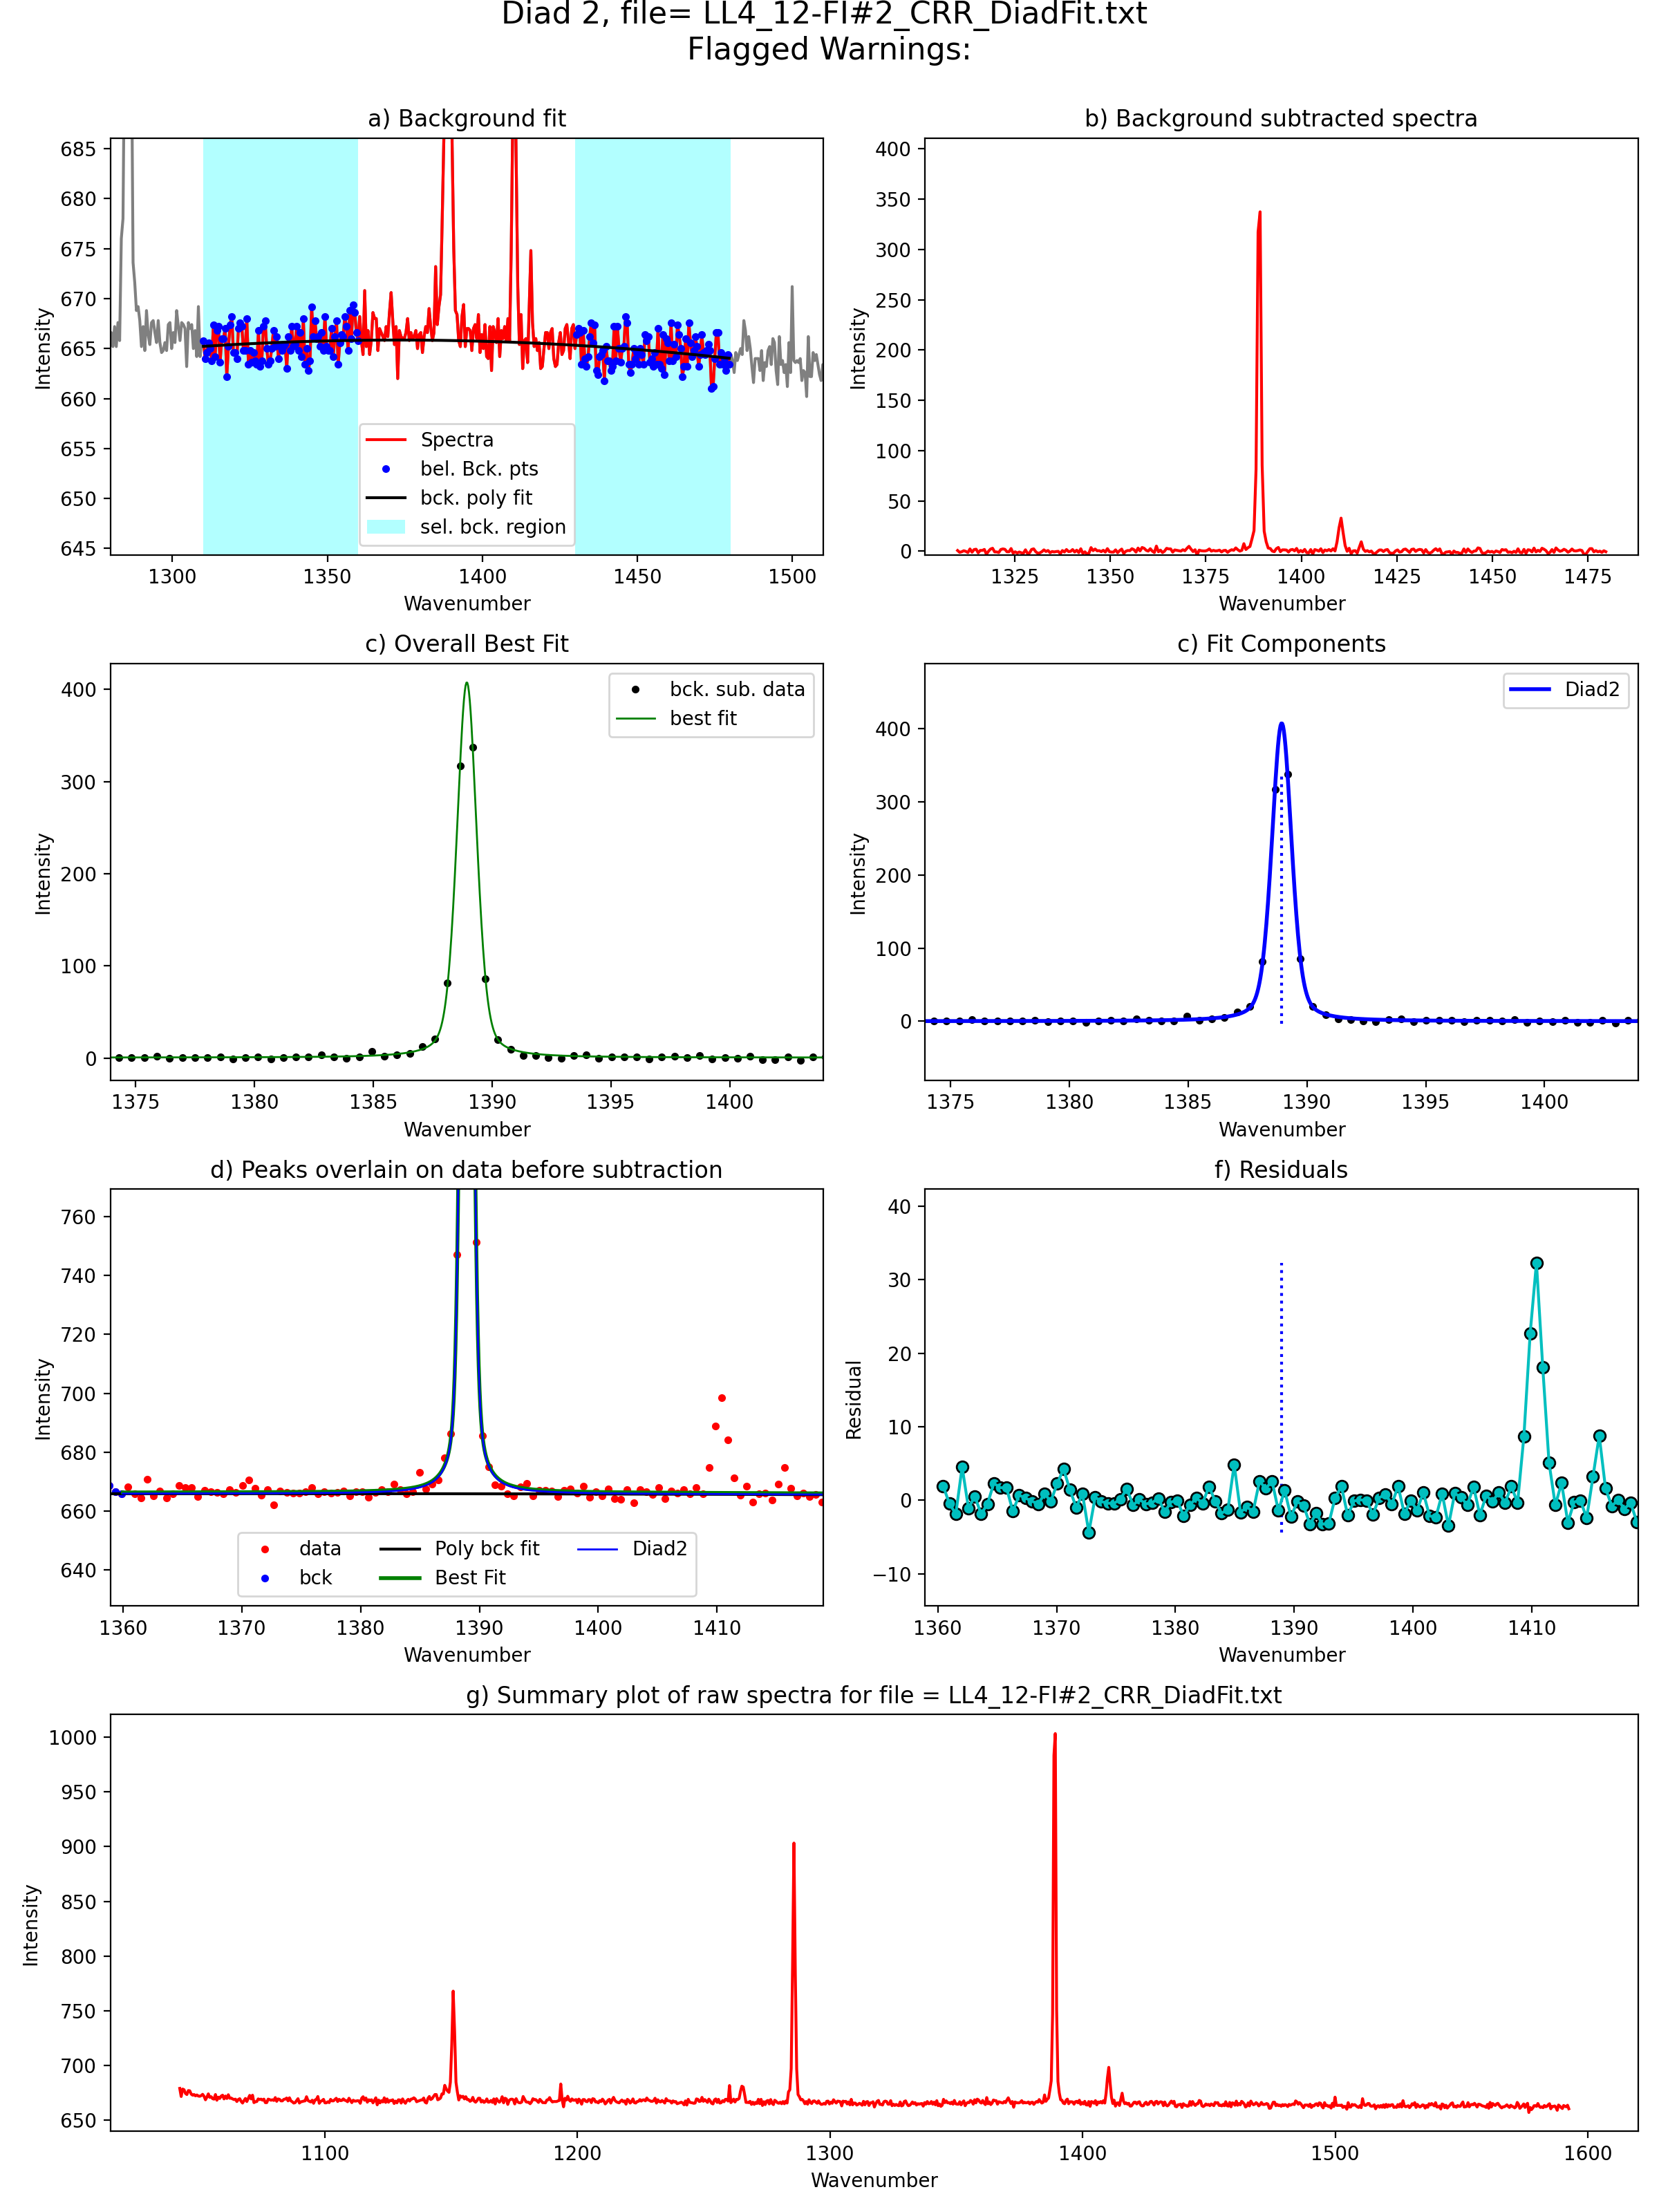 Diad 2, file= LL4_12-FI#2_CRR_DiadFit.txt
Flagged Warnings:
a) Background fit
685
680
675
670
665
660
655
650
645
Intensity
Spectra
bel. Bck. pts
bck. poly fit
sel. bck. region
1300 1350 1400 1450 1500
Wavenumber
b) Background subtracted spectra
400
350
300
250
200
150
100
50
0
Intensity
1325 1350 1375 1400 1425 1450 1475
Wavenumber
c) Overall Best Fit
400
300
200
100
0
Intensity
bck. sub. data
best fit
1375 1380 1385 1390 1395 1400
Wavenumber
c) Fit Components
400
300
200
100
0
Intensity
Diad2
1375 1380 1385 1390 1395 1400
Wavenumber
d) Peaks overlain on data before subtraction
760
740
720
700
680
660
640
Intensity
data Poly bck fit Diad2
bck Best Fit
1360 1370 1380 1390 1400 1410
Wavenumber
f) Residuals
40
30
20
10
0
−10
Residual
1360 1370 1380 1390 1400 1410
Wavenumber
g) Summary plot of raw spectra for file = LL4_12-FI#2_CRR_DiadFit.txt
1000
950
900
850
800
750
700
650
Intensity
1100 1200 1300 1400 1500 1600
Wavenumber